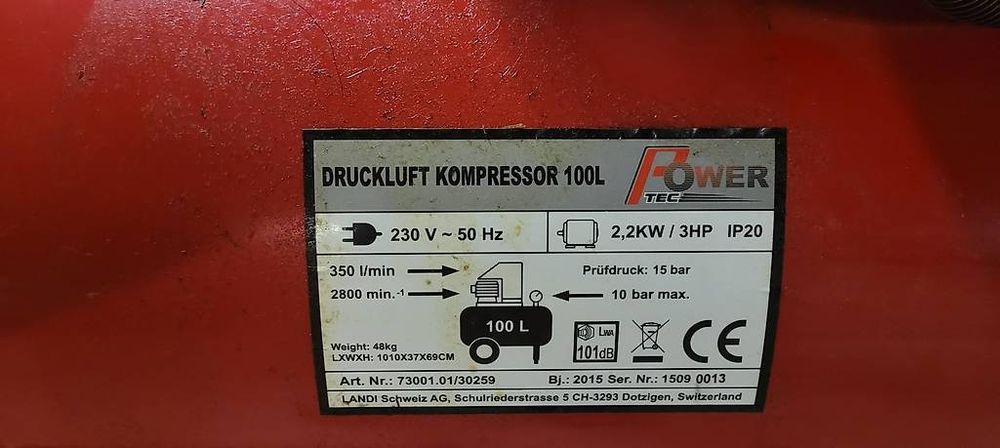 DRUCKLUFT KOMPRESSOR 100L
POWER
TEC
230 V ~ 50 Hz
2,2KW / 3HP IP20
350 l/min
2800 min.-1
Prüfdruck: 15 bar
10 bar max.
100 L
LWA
101dB
CE
Weight: 48kg
LXWXH: 1010X37X69CM
Art. Nr.: 73001.01/30259
Bj.: 2015 Ser. Nr.: 1509 0013
LANDI Schweiz AG, Schulriederstrasse 5 CH-3293 Dotzigen, Switzerland